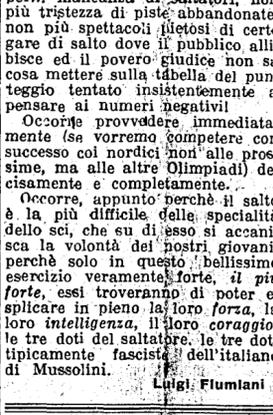 più tristezza di piste abbandonate
non più spettacoli pietosi di cert
gare di salto dove il pubblico alli
bisce ed il povero giudice non sa
cosa mettere sulla tabella del pun
teggio tentato insistentemente a
pensare ai numeri negativi!
Occorre provvedere immediata
mente (se vorremo competere con
successo coi nordici non alle pros
sime, ma alle altre Olimpiadi) de
cisamente e completamente.
Occorre, appunto perchè il salto
è la più difficile delle specialità
dello sci, che su di esso si accani
sca la volontà dei nostri giovani
perchè solo in questo bellissimo
esercizio veramente forte, il più
forte, essi troveranno di poter e
splicare in pieno la loro forza, la
loro intelligenza, il loro coraggio
le tre doti del saltatore, le tre dot
tipicamente fasciste dell'italiano
di Mussolini.
Luigi Flumiani